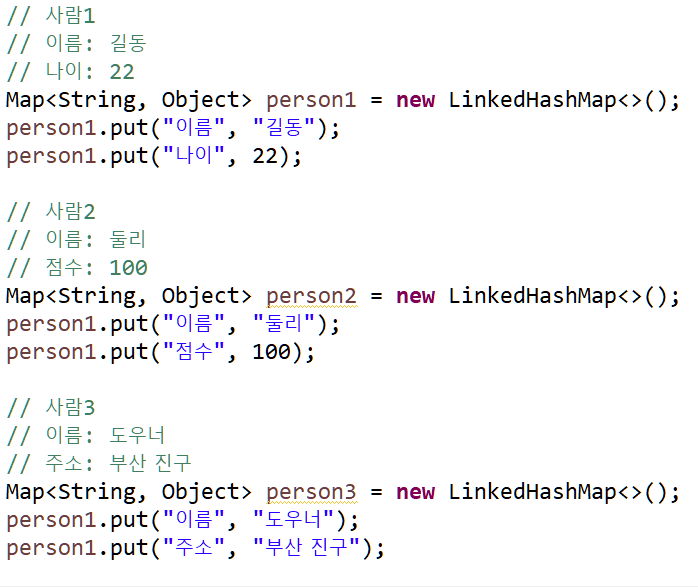 // 사람1
// 이름: 길동
// 나이: 22
Map<String, Object> person1 = new LinkedHashMap<>();
person1.put("이름", "길동");
person1.put("나이", 22);
// 사람2
// 이름: 둘리
// 점수: 100
Map<String, Object> person2 = new LinkedHashMap<>();
person1.put("이름", "둘리");
person1.put("점수", 100);
// 사람3
// 이름: 도우너
// 주소: 부산 진구
Map<String, Object> person3 = new LinkedHashMap<>();
person1.put("이름", "도우너");
person1.put("주소", "부산 진구");